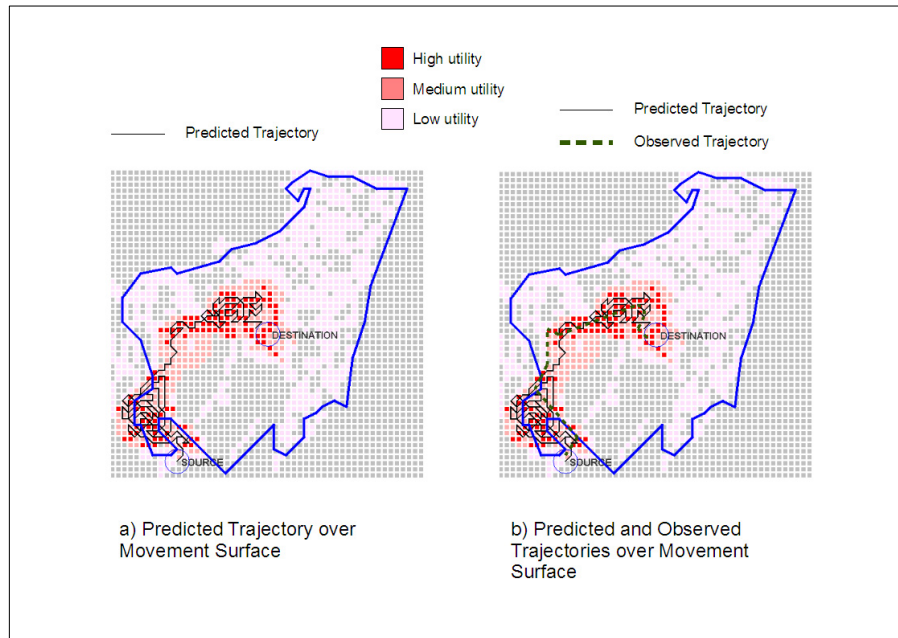 High utility
Medium utility
Low utility
Predicted Trajectory
Predicted Trajectory
Observed Trajectory
DESTINATION
SOURCE
DESTINATION
SOURCE
a) Predicted Trajectory over
Movement Surface
b) Predicted and Observed
Trajectories over Movement
Surface